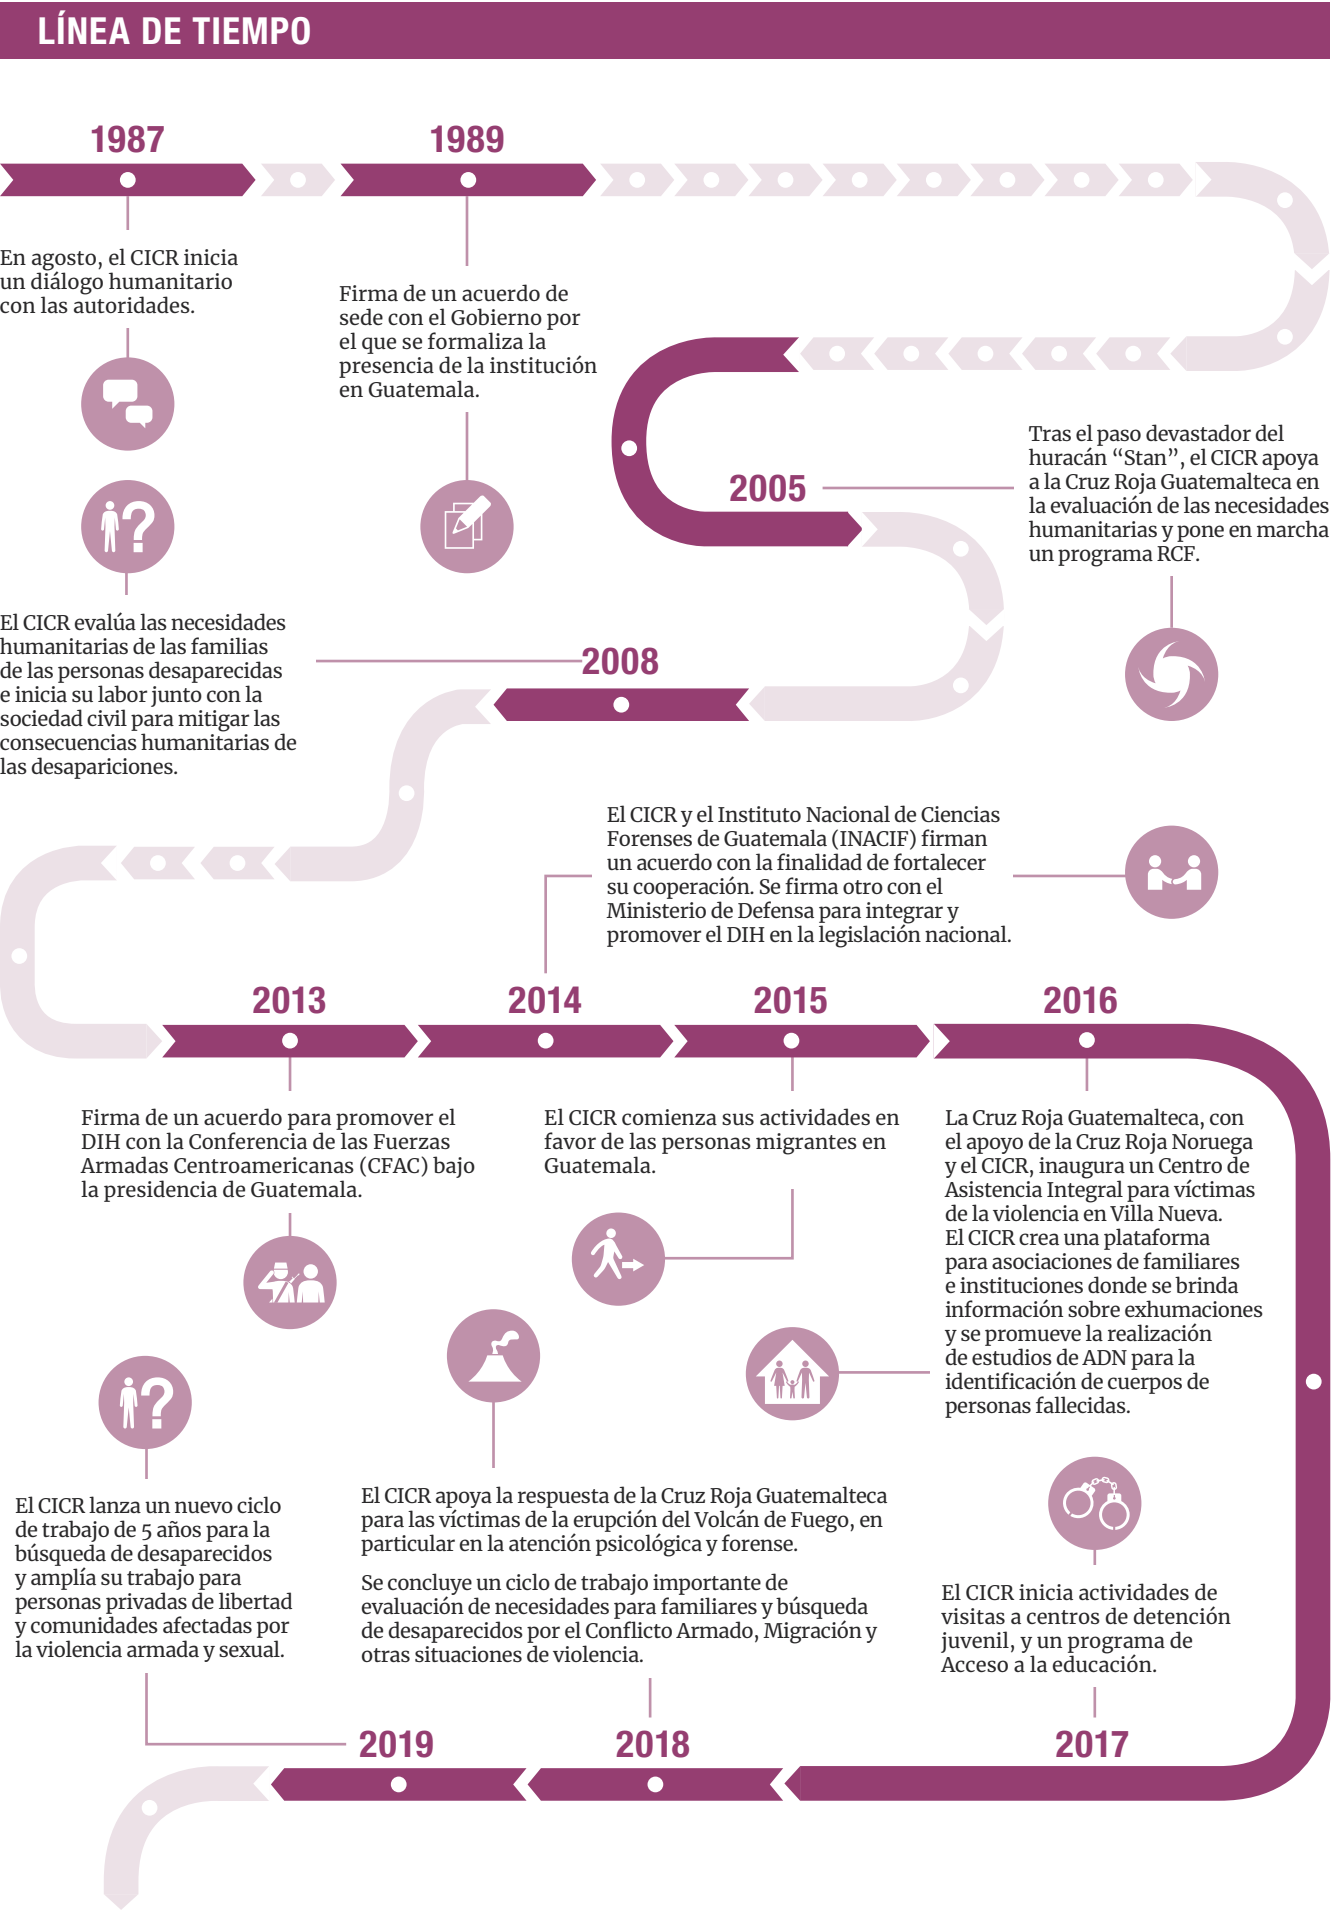 LÍNEA DE TIEMPO
1987
En agosto, el CICR inicia
un diálogo humanitario
con las autoridades.
1989
Firma de un acuerdo de
sede con el Gobierno por
el que se formaliza la
presencia de la institución
en Guatemala.
2005
Tras el paso devastador del
huracán “Stan”, el CICR apoya
a la Cruz Roja Guatemalteca en
la evaluación de las necesidades
humanitarias y pone en marcha
un programa RCF.
2008
El CICR evalúa las necesidades
humanitarias de las familias
de las personas desaparecidas
e inicia su labor junto con la
sociedad civil para mitigar las
consecuencias humanitarias de
las desapariciones.
2013
Firma de un acuerdo para promover el
DIH con la Conferencia de las Fuerzas
Armadas Centroamericanas (CFAC) bajo
la presidencia de Guatemala.
2014
El CICR y el Instituto Nacional de Ciencias
Forenses de Guatemala (INACIF) firman
un acuerdo con la finalidad de fortalecer
su cooperación. Se firma otro con el
Ministerio de Defensa para integrar y
promover el DIH en la legislación nacional.
2015
El CICR comienza sus actividades en
favor de las personas migrantes en
Guatemala.
2016
La Cruz Roja Guatemalteca, con
el apoyo de la Cruz Roja Noruega
y el CICR, inaugura un Centro de
Asistencia Integral para víctimas
de la violencia en Villa Nueva.
El CICR crea una plataforma
para asociaciones de familiares
e instituciones donde se brinda
información sobre exhumaciones
y se promueve la realización
de estudios de ADN para la
identificación de cuerpos de
personas fallecidas.
El CICR inicia actividades de
visitas a centros de detención
juvenil, y un programa de
Acceso a la educación.
2017
El CICR apoya la respuesta de la Cruz Roja Guatemalteca
para las víctimas de la erupción del Volcán de Fuego, en
particular en la atención psicológica y forense.
Se concluye un ciclo de trabajo importante de
evaluación de necesidades para familiares y búsqueda
de desaparecidos por el Conflicto Armado, Migración y
otras situaciones de violencia.
2018
El CICR lanza un nuevo ciclo
de trabajo de 5 años para la
búsqueda de desaparecidos
y amplía su trabajo para
personas privadas de libertad
y comunidades afectadas por
la violencia armada y sexual.
2019